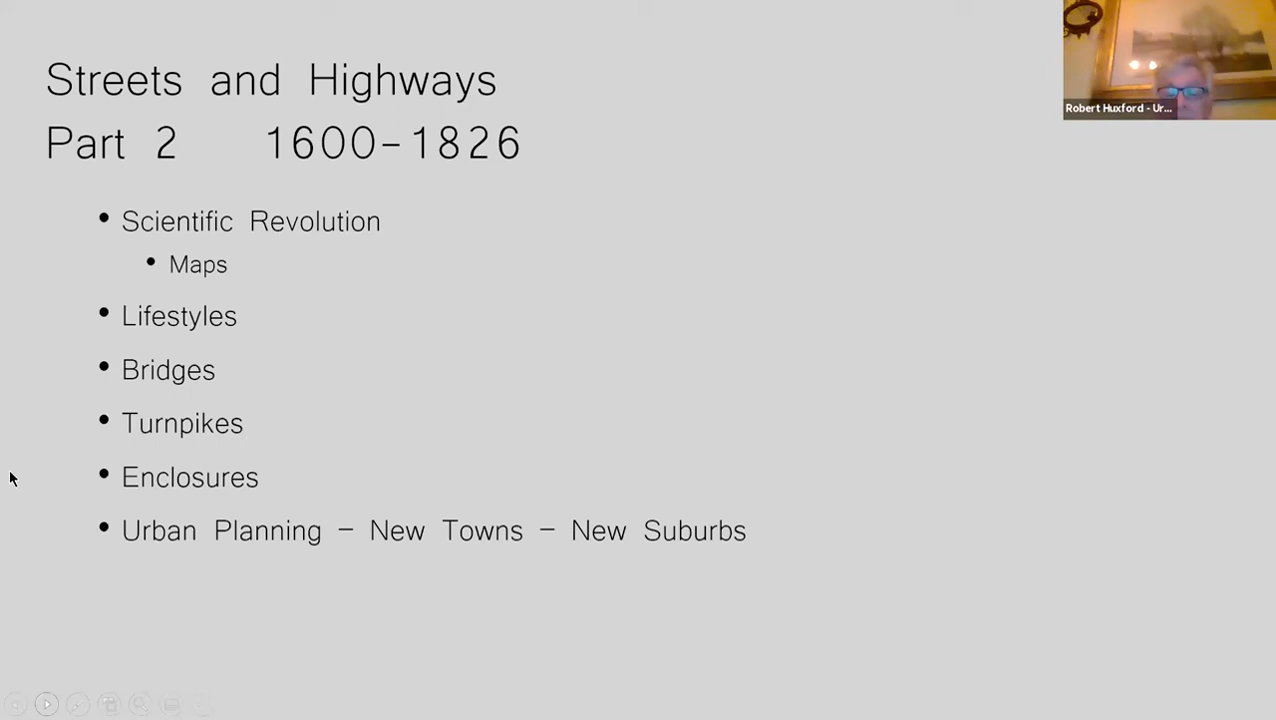 Streets and Highways
Part 2 1600-1826
• Scientific Revolution
• Maps
• Lifestyles
• Bridges
• Turnpikes
• Enclosures
• Urban Planning – New Towns – New Suburbs
Robert Huxford - Ur...